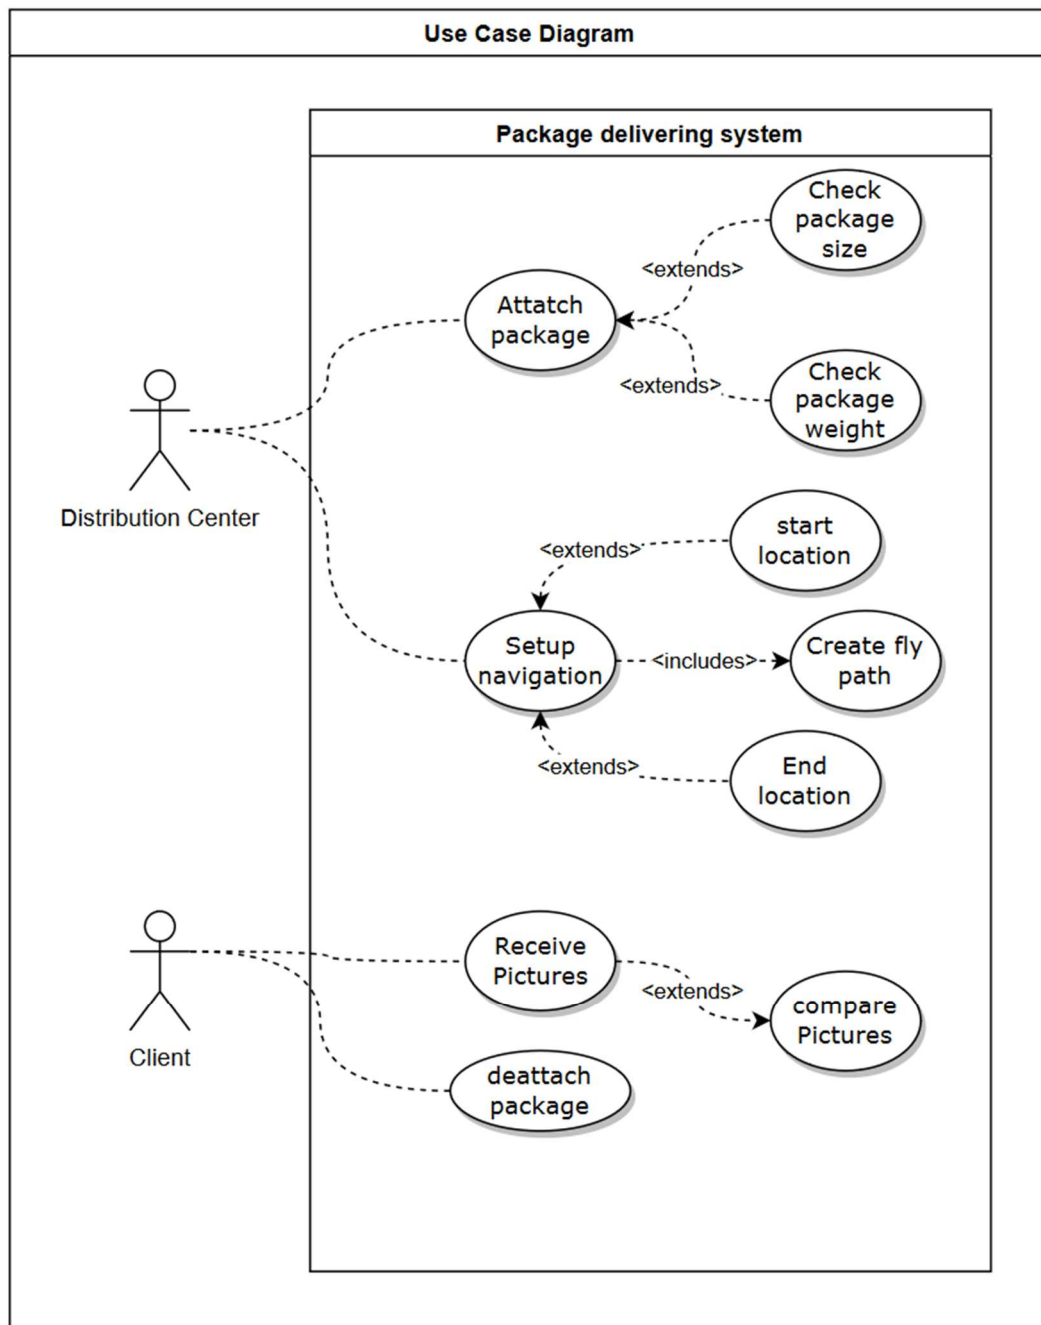 Use Case Diagram
Package delivering system
Check
package
size
<extends>
Attatch
package
<extends>
Check
package
weight
Distribution Center
start
location
<extends>
Setup
navigation
<includes>
Create fly
path
<extends>
End
location
Receive
Pictures
<extends>
compare
Pictures
Client
deattach
package